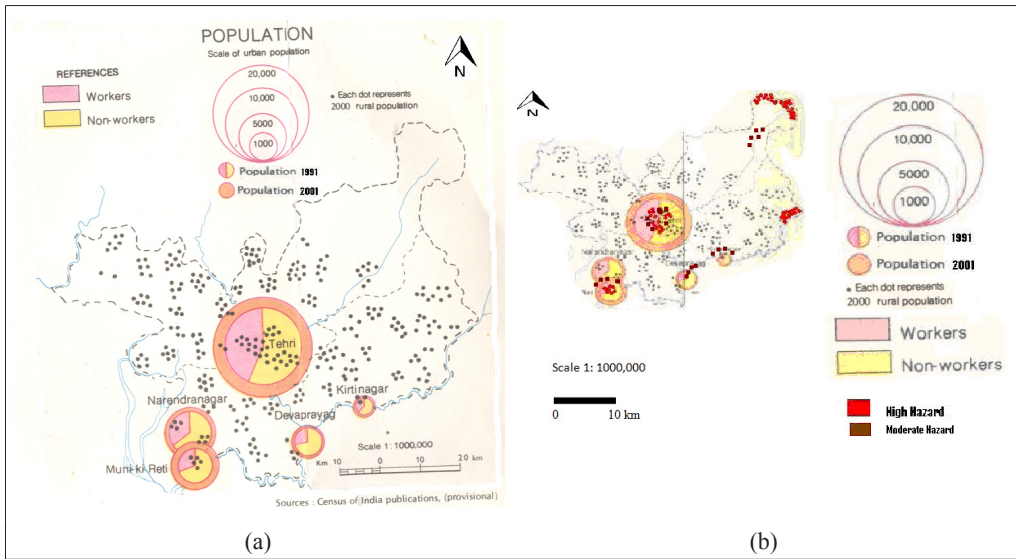 POPULATION
Scale of urban population
20,000
10,000
5000
1000
REFERENCES
Workers
Non-workers
• Each dot represents
2000 rural population
Population 1991
Population 2001
N
Tehri
Narendranagar
Kirtinagar
Devaprayag
Muni-ki Reti
Scale 1:1000,000
Km 10 0 10 20 km
Sources : Census of India publications, (provisional)
(a)
N
Narendranagar
Devaprayag
Muni
Scale 1: 1000,000
0 10 km
20,000
10,000
5000
1000
Population 1991
Population 2001
• Each dot represents
2000 rural population
Workers
Non-workers
High Hazard
Moderate Hazard
(b)